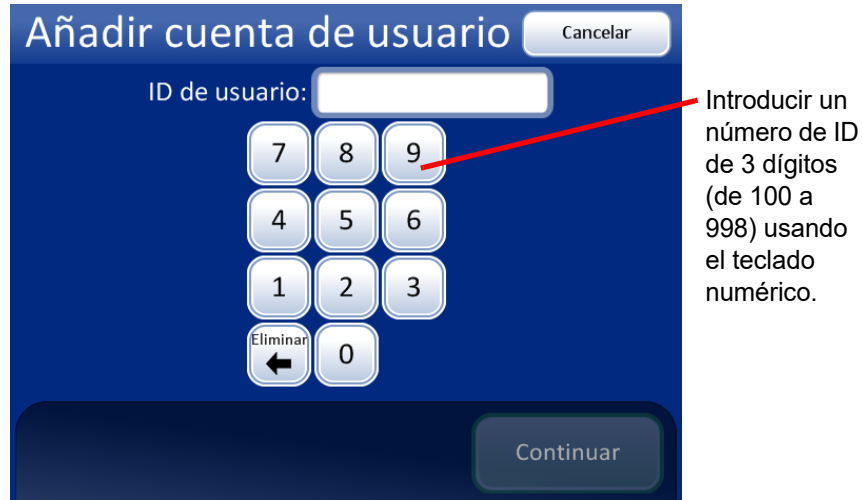 Añadir cuenta de usuario
Cancelar
ID de usuario:
7 8 9
4 5 6
1 2 3
Eliminar
0
Continuar
Introducir un
número de ID
de 3 dígitos
(de 100 a
998) usando
el teclado
numérico.